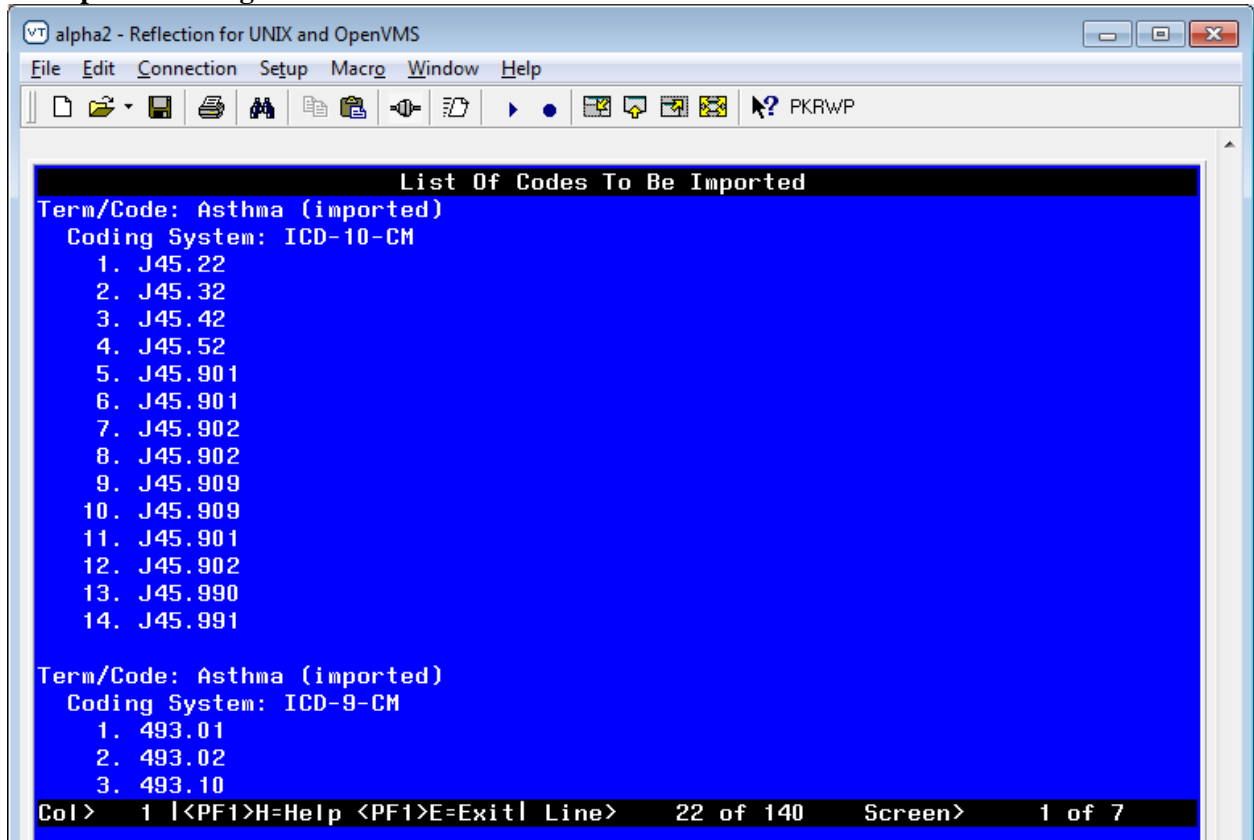 alpha2 - Reflection for UNIX and OpenVMS
File Edit Connection Setup Macro Window Help
PKRWP
List Of Codes To Be Imported
Term/Code: Asthma (imported)
Coding System: ICD-10-CM
1. J45.22
2. J45.32
3. J45.42
4. J45.52
5. J45.901
6. J45.901
7. J45.902
8. J45.902
9. J45.909
10. J45.909
11. J45.901
12. J45.902
13. J45.990
14. J45.991
Term/Code: Asthma (imported)
Coding System: ICD-9-CM
1. 493.01
2. 493.02
3. 493.10
Col> 1 |<PF1>H=Help <PF1>E=Exit| Line> 22 of 140 Screen> 1 of 7